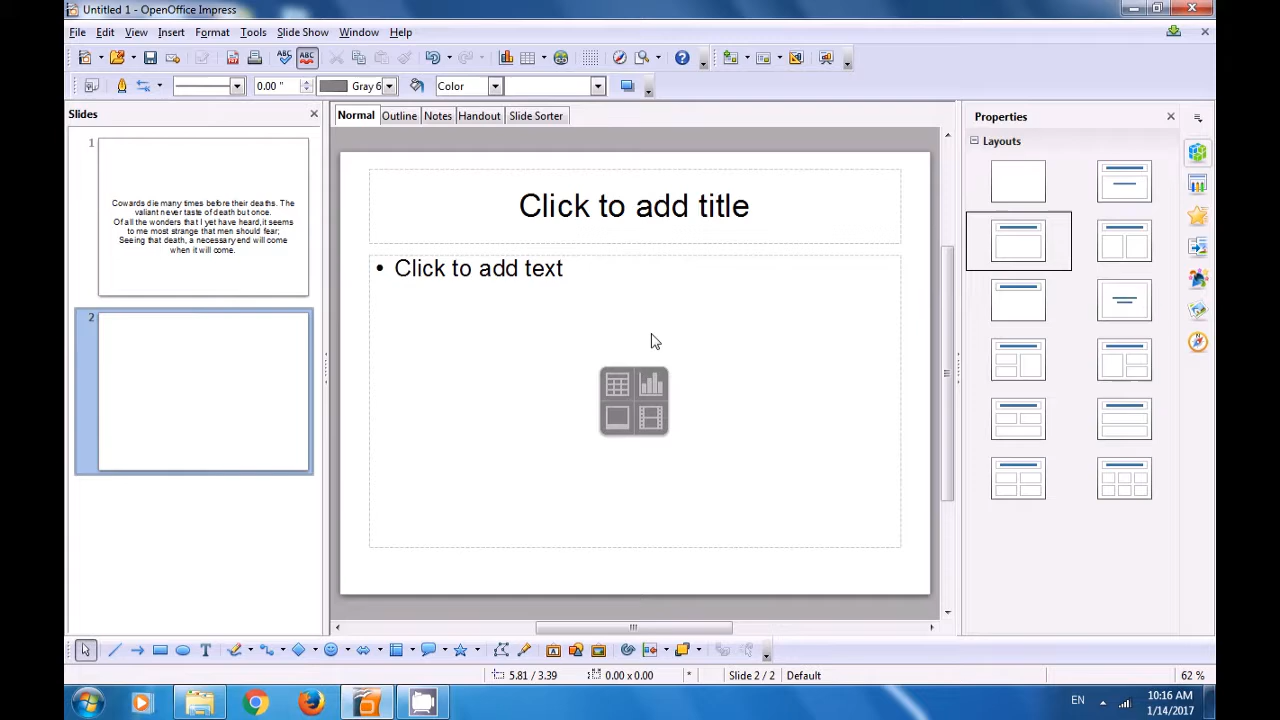 Untitled 1 - OpenOffice Impress
File Edit View Insert Format Tools Slide Show Window Help
0.00 " Gray 6 Color
Slides
Normal Outline Notes Handout Slide Sorter
Properties
Layouts
1
Cowards die many times before their deaths. The
valiant never taste of death but once.
Of all the wonders that I yet have heard, it seems
to me most strange that men should fear;
Seeing that death, a necessary end will come
when it will come.
2
Click to add title
• Click to add text
5.81 / 3.39 0.00 x 0.00 * Slide 2 / 2 Default 62 %
EN 10:16 AM
1/14/2017